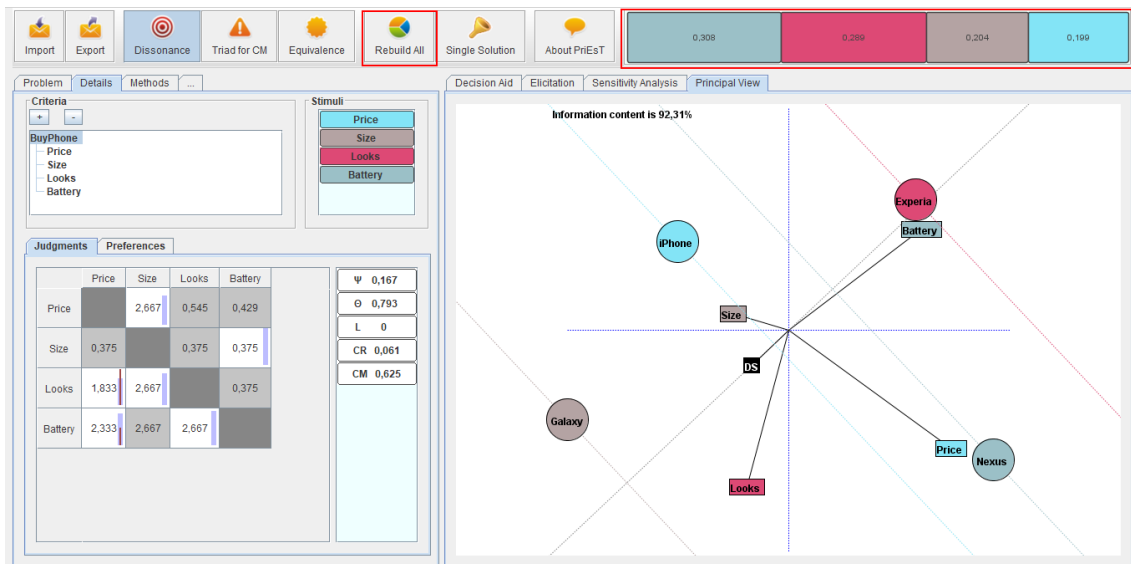 Import Export Dissonance Triad for CM Equivalence Rebuild All Single Solution About PriEsT
0,308 0,289 0,204 0,199
Problem Details Methods ...
Criteria
+ -
BuyPhone
Price
Size
Looks
Battery
Stimuli
Price
Size
Looks
Battery
Judgments Preferences
Price Size Looks Battery
Price 2,667 0,545 0,429
Size 0,375 0,375 0,375
Looks 1,833 2,667 0,375
Battery 2,333 2,667 2,667
Ψ 0,167
Θ 0,793
L 0
CR 0,061
CM 0,625
Decision Aid Elicitation Sensitivity Analysis Principal View
Information content is 92,31%
Experia
Battery
iPhone
Size
DS
Galaxy
Price
Nexus
Looks